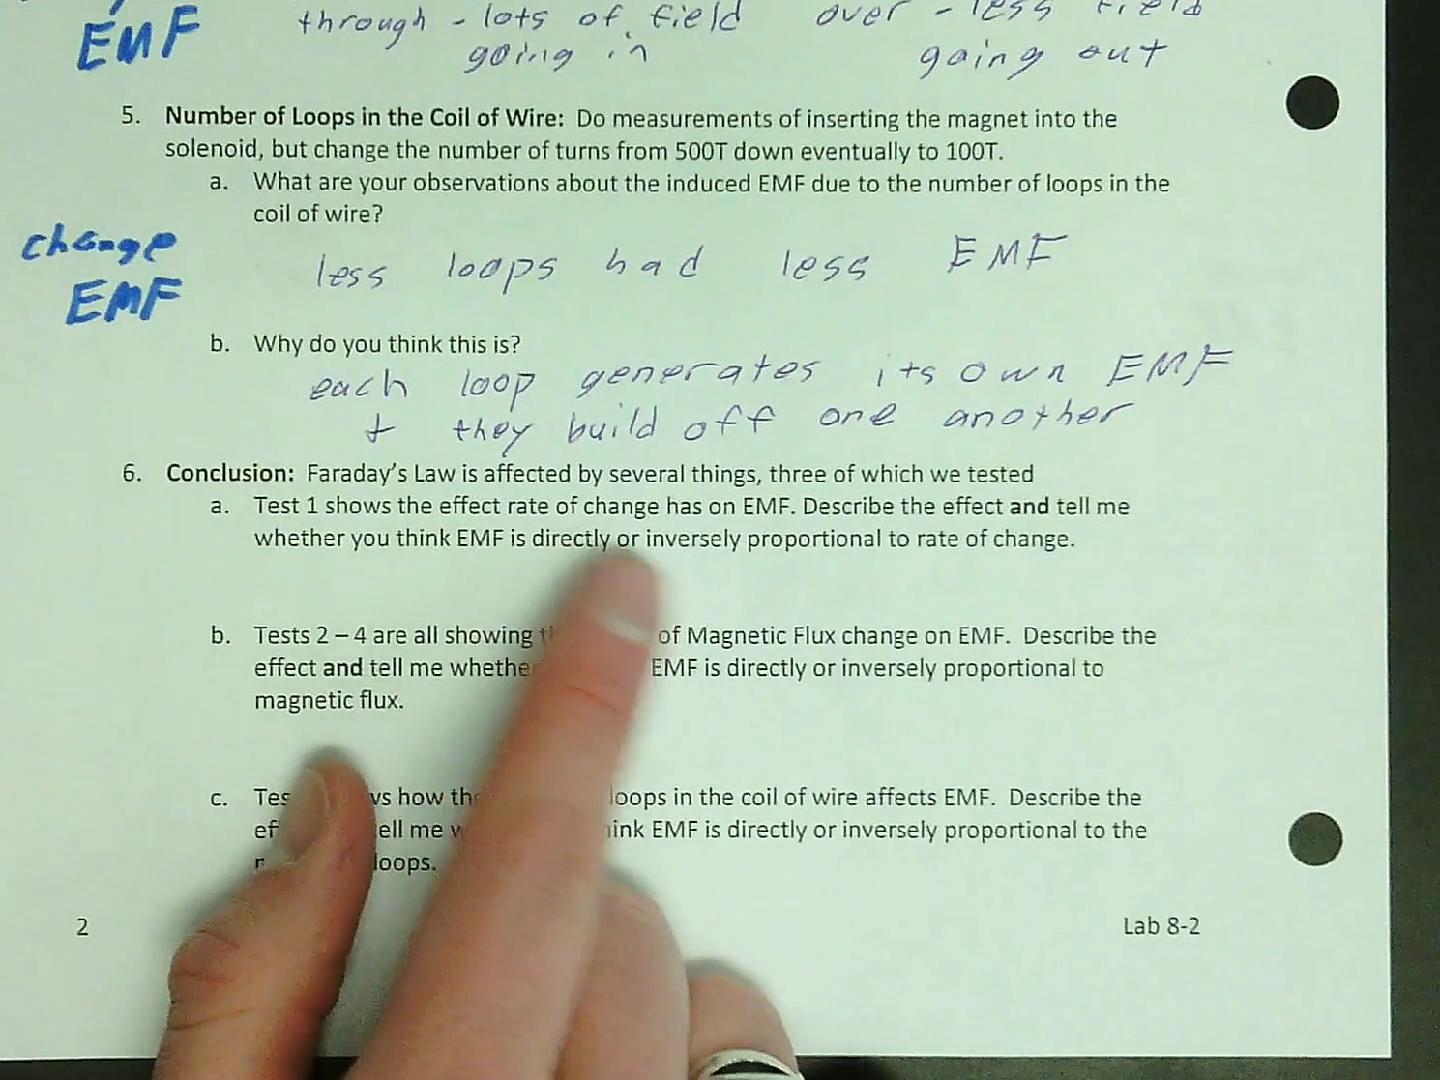 through - lots of field over - less field
EMF going in going out
5. Number of Loops in the Coil of Wire: Do measurements of inserting the magnet into the
solenoid, but change the number of turns from 500T down eventually to 100T.
a. What are your observations about the induced EMF due to the number of loops in the
coil of wire?
change
EMF
less loops had less EMF
b. Why do you think this is?
each loop generates its own EMF
+ they build off one another
6. Conclusion: Faraday's Law is affected by several things, three of which we tested
a. Test 1 shows the effect rate of change has on EMF. Describe the effect and tell me
whether you think EMF is directly or inversely proportional to rate of change.
b. Tests 2 – 4 are all showing of Magnetic Flux change on EMF. Describe the
effect and tell me EMF is directly or inversely proportional to
magnetic flux.
c. how loops in the coil of wire affects EMF. Describe the
me EMF is directly or inversely proportional to the
loops.
2 Lab 8-2